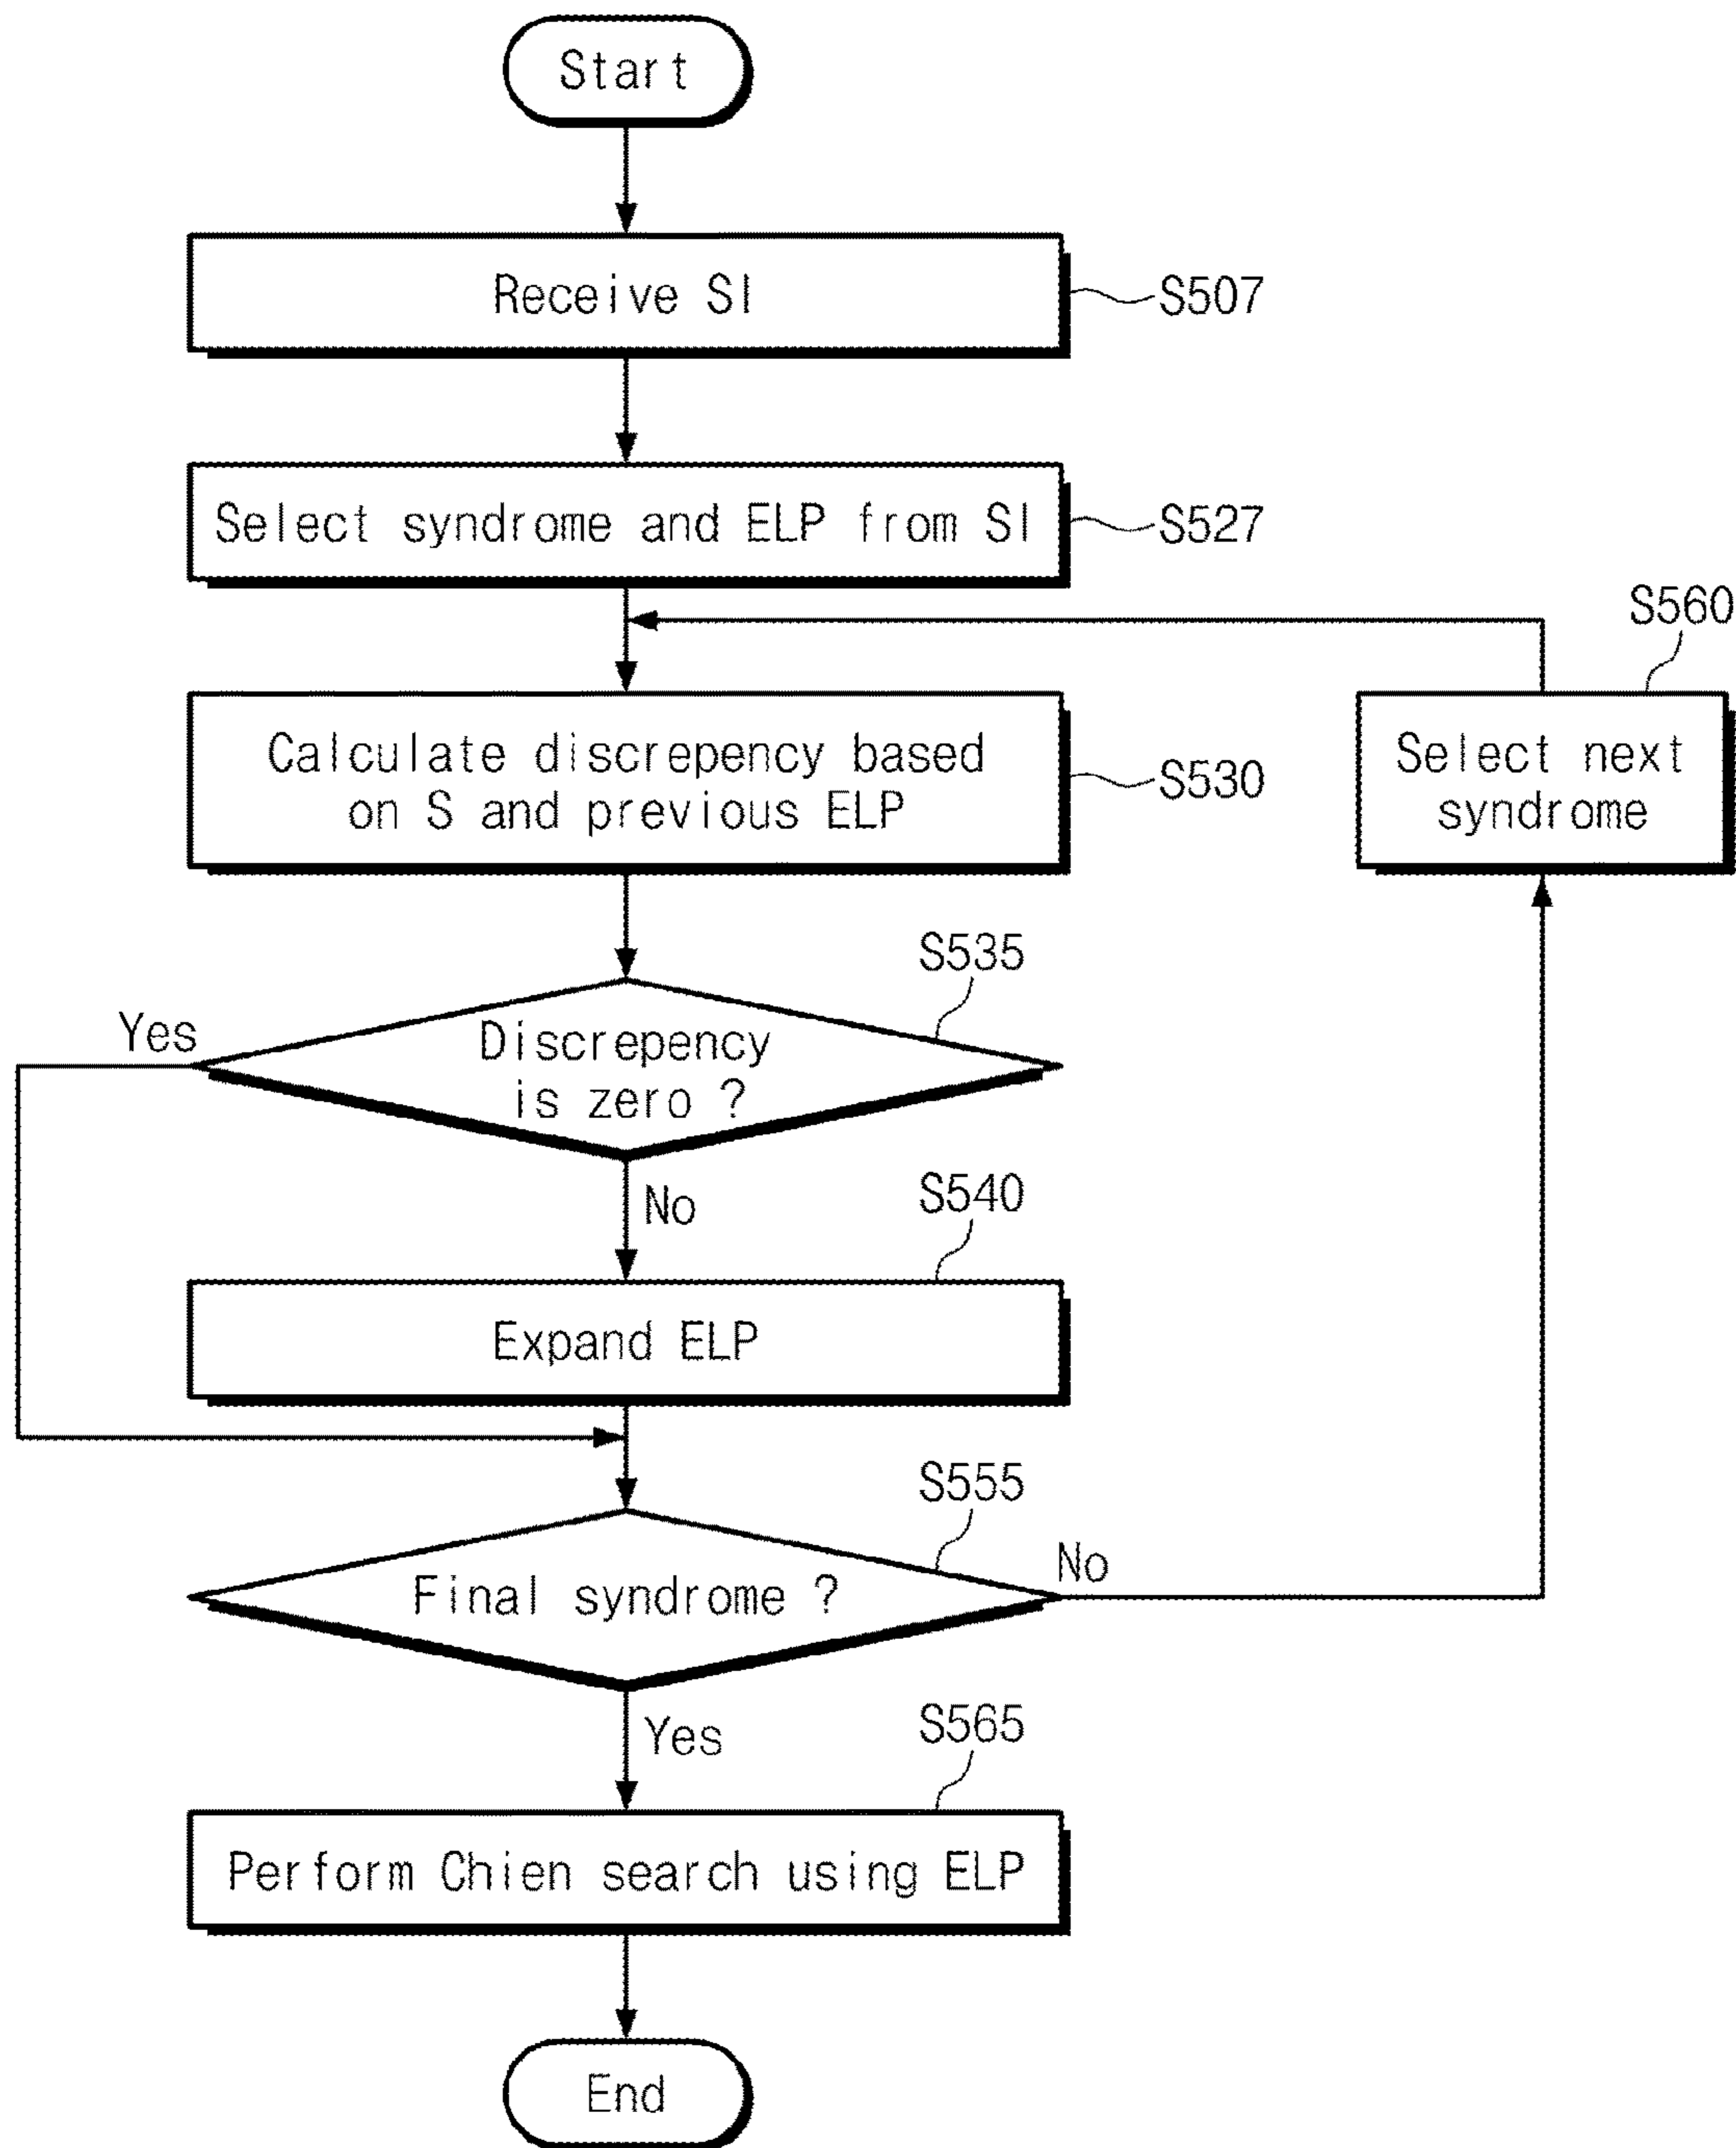 Start
Receive SI
S507
Select syndrome and ELP from SI
S527
S560
Calculate discrepency based
on S and previous ELP
S530
Select next
syndrome
S535
Yes
Discrepency
is zero ?
No
S540
Expand ELP
S555
Final syndrome ?
No
Yes
S565
Perform Chien search using ELP
End